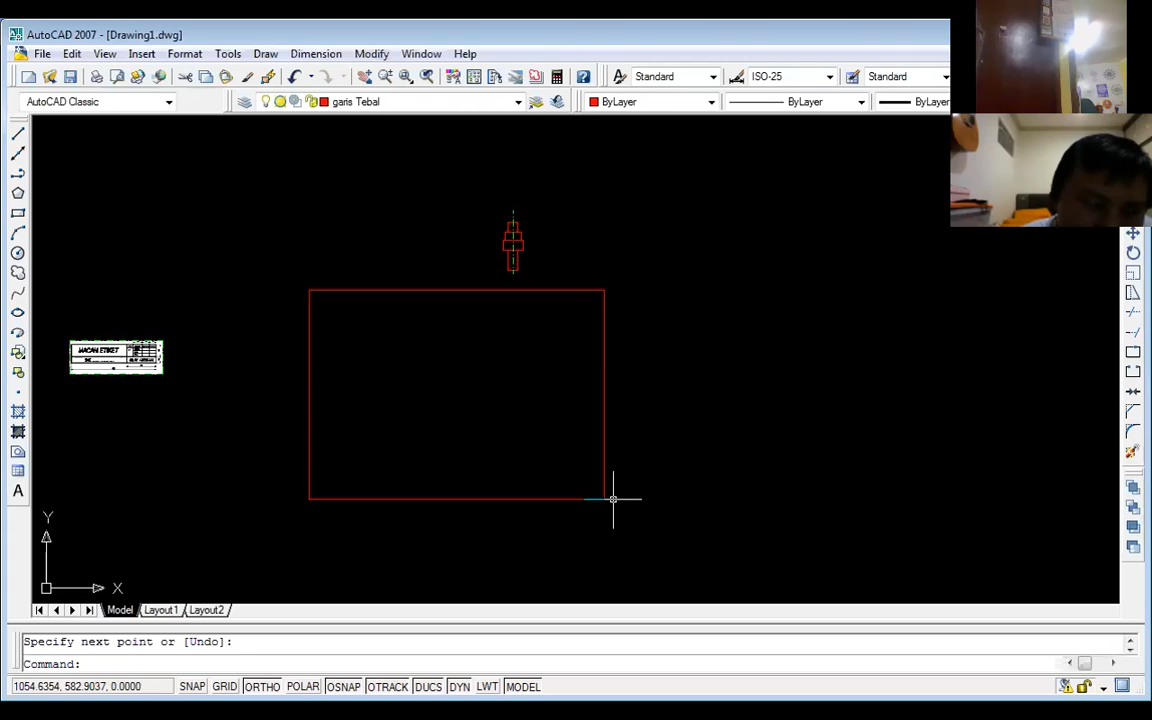 AutoCAD 2007 - [Drawing1.dwg]
File Edit View Insert Format Tools Draw Dimension Modify Window Help
Standard ISO-25 Standard
AutoCAD Classic garis Tebal ByLayer ByLayer ByLayer
MACAM ETIKET
A
Y
X
Model Layout1 Layout2
Specify next point or [Undo]:
Command:
1054.6354, 582.9037, 0.0000 SNAP GRID ORTHO POLAR OSNAP OTRACK DUCS DYN LWT MODEL